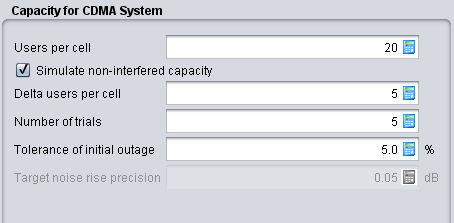 Capacity for CDMA System
Users per cell 20
Simulate non-interfered capacity
Delta users per cell 5
Number of trials 5
Tolerance of initial outage 5.0 %
Target noise rise precision 0.05 dB